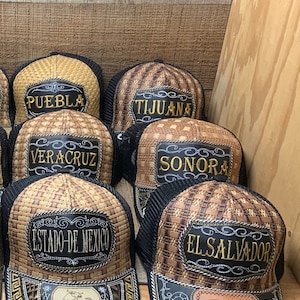 PUEBLA
TIJUANA
VERACRUZ
SONORA
ESTADO-DE MEXICO
EL SALVADOR